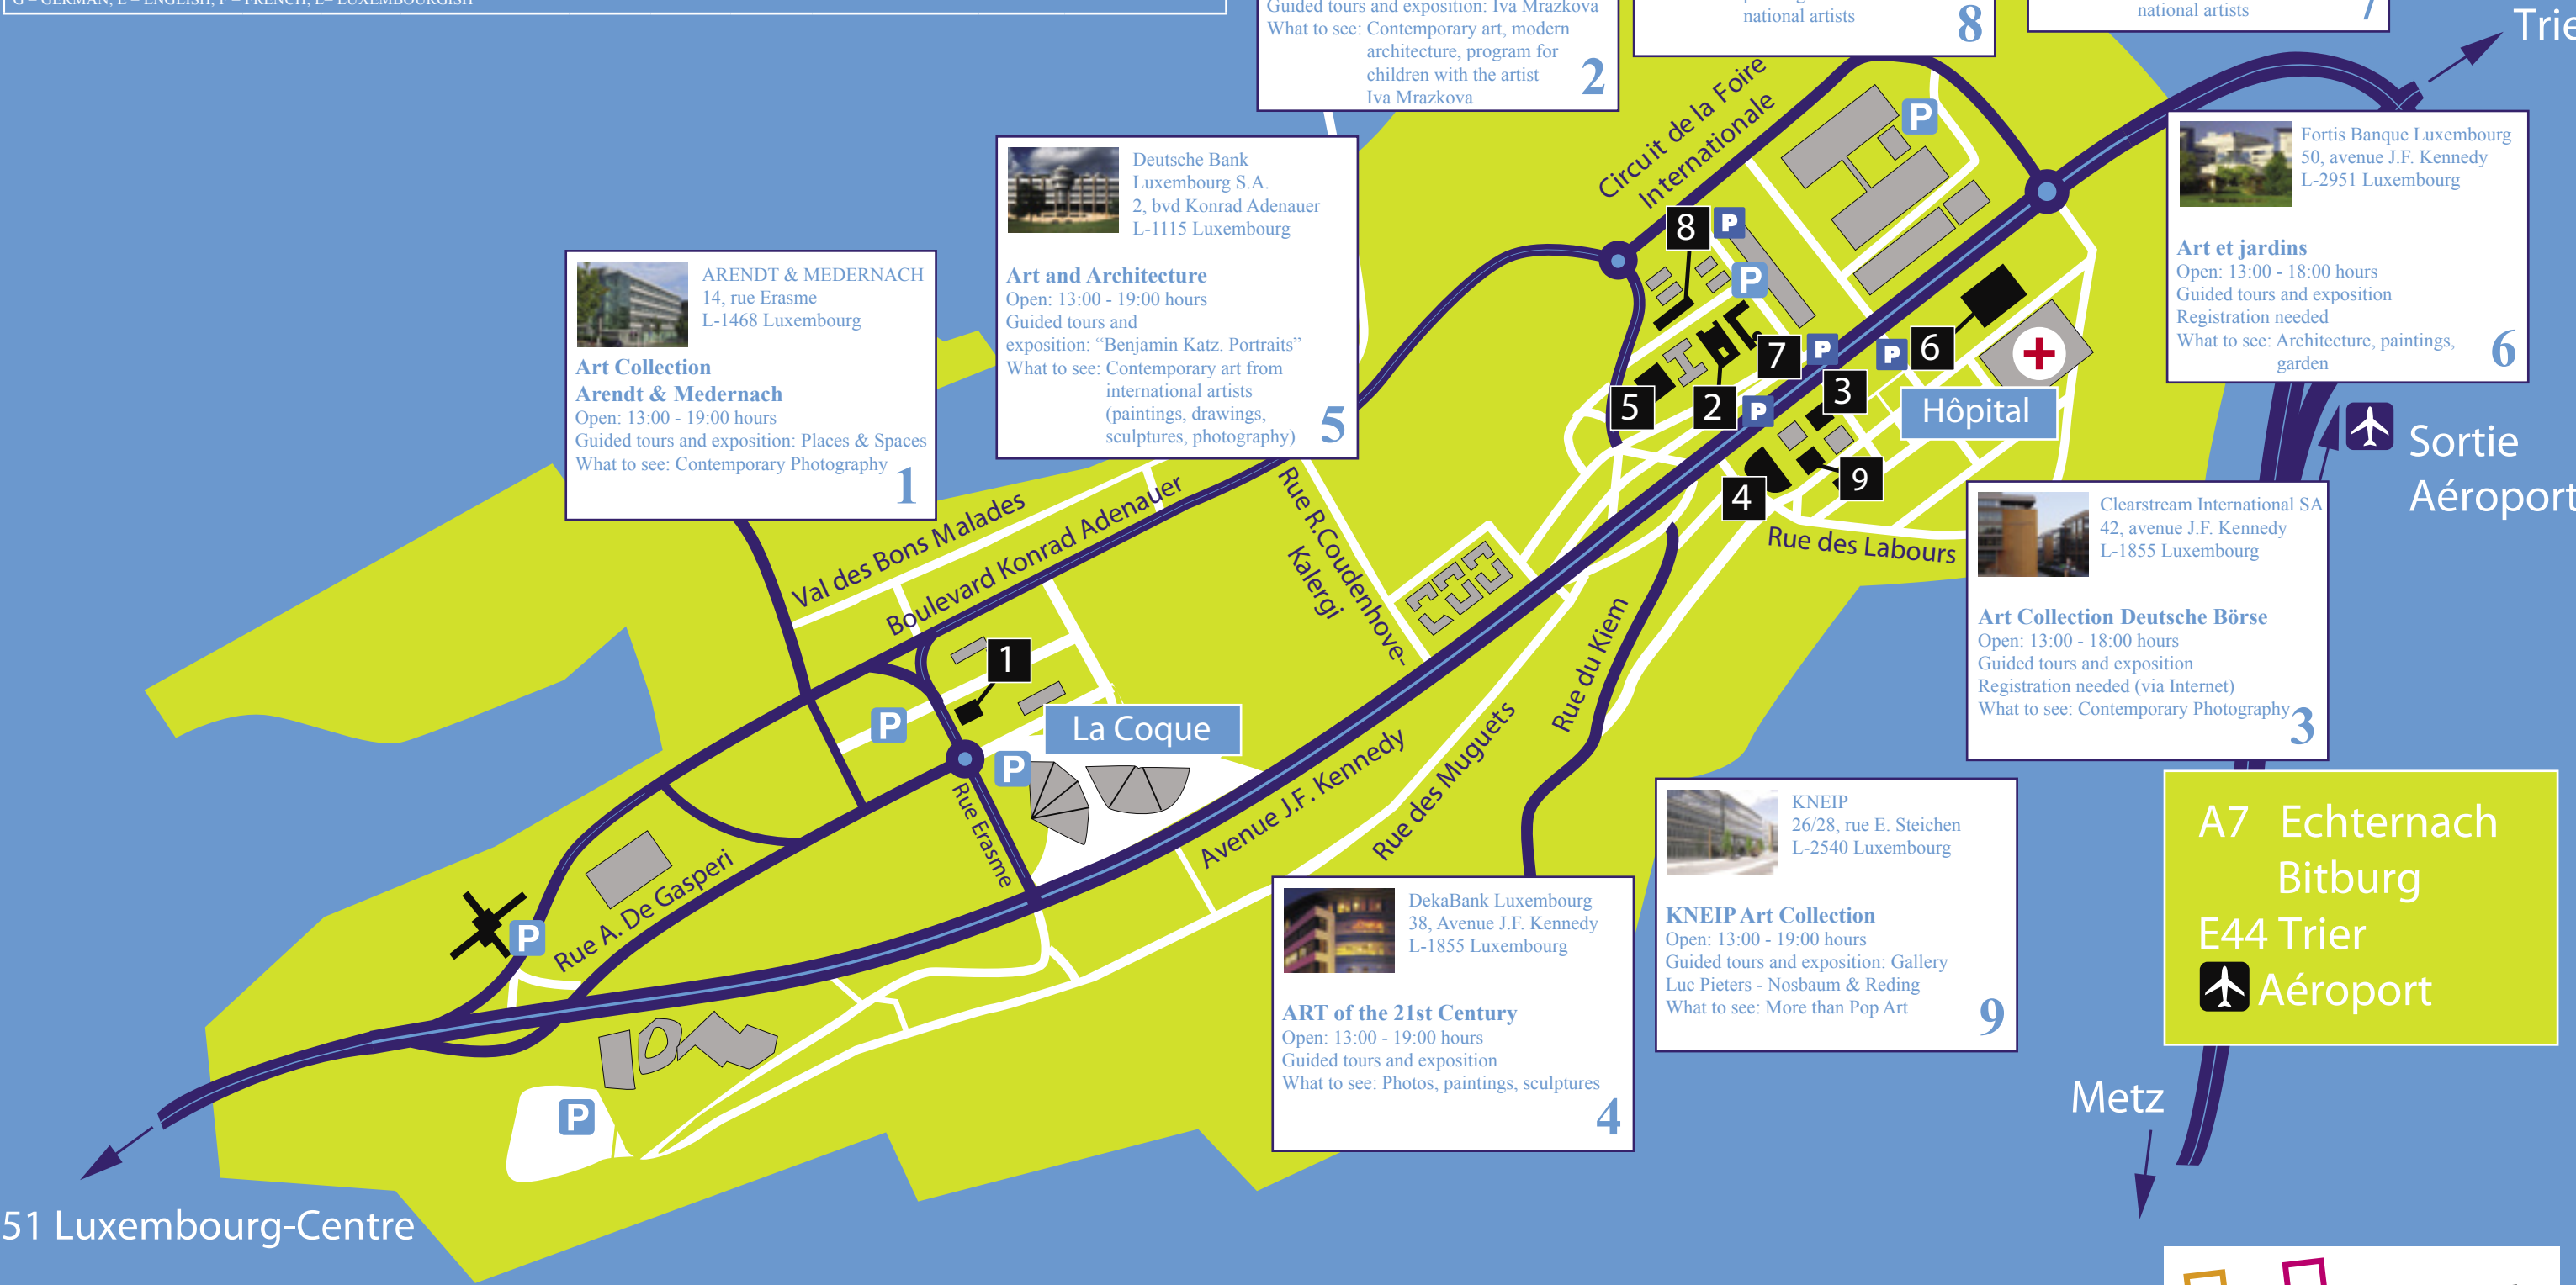 G = GERMAN, E = ENGLISH, F = FRENCH, L= LUXEMBOURGISH
Guided tours and exposition: Iva Mrazkova
What to see: Contemporary art, modern
architecture, program for
children with the artist
Iva Mrazkova
2
national artists
8
national artists
7
Deutsche Bank
Luxembourg S.A.
2, bvd Konrad Adenauer
L-1115 Luxembourg
Art and Architecture
Open: 13:00 - 19:00 hours
Guided tours and
exposition: “Benjamin Katz. Portraits”
What to see: Contemporary art from
international artists
(paintings, drawings,
sculptures, photography)
5
ARENDT & MEDERNACH
14, rue Erasme
L-1468 Luxembourg
Art Collection
Arendt & Medernach
Open: 13:00 - 19:00 hours
Guided tours and exposition: Places & Spaces
What to see: Contemporary Photography
1
Fortis Banque Luxembourg
50, avenue J.F. Kennedy
L-2951 Luxembourg
Art et jardins
Open: 13:00 - 18:00 hours
Guided tours and exposition
Registration needed
What to see: Architecture, paintings,
garden
6
Clearstream International SA
42, avenue J.F. Kennedy
L-1855 Luxembourg
Art Collection Deutsche Börse
Open: 13:00 - 18:00 hours
Guided tours and exposition
Registration needed (via Internet)
What to see: Contemporary Photography
3
KNEIP
26/28, rue E. Steichen
L-2540 Luxembourg
KNEIP Art Collection
Open: 13:00 - 19:00 hours
Guided tours and exposition: Gallery
Luc Pieters - Nosbaum & Reding
What to see: More than Pop Art
9
DekaBank Luxembourg
38, Avenue J.F. Kennedy
L-1855 Luxembourg
ART of the 21st Century
Open: 13:00 - 19:00 hours
Guided tours and exposition
What to see: Photos, paintings, sculptures
4
Trie
Circuit de la Foire
Internationale
P
8 P
P
7 P
P 6
3
5
2 P
Hôpital
4
9
Rue des Labours
Sortie
Aéroport
Val des Bons Malades
Boulevard Konrad Adenauer
Rue R.Coudenhove-
Kalergi
Rue du Kiem
Rue des Muguets
Avenue J.F. Kennedy
1
P
La Coque
P
Rue Erasme
Rue A. De Gasperi
P
P
A7 Echternach
Bitburg
E44 Trier
Aéroport
Metz
51 Luxembourg-Centre